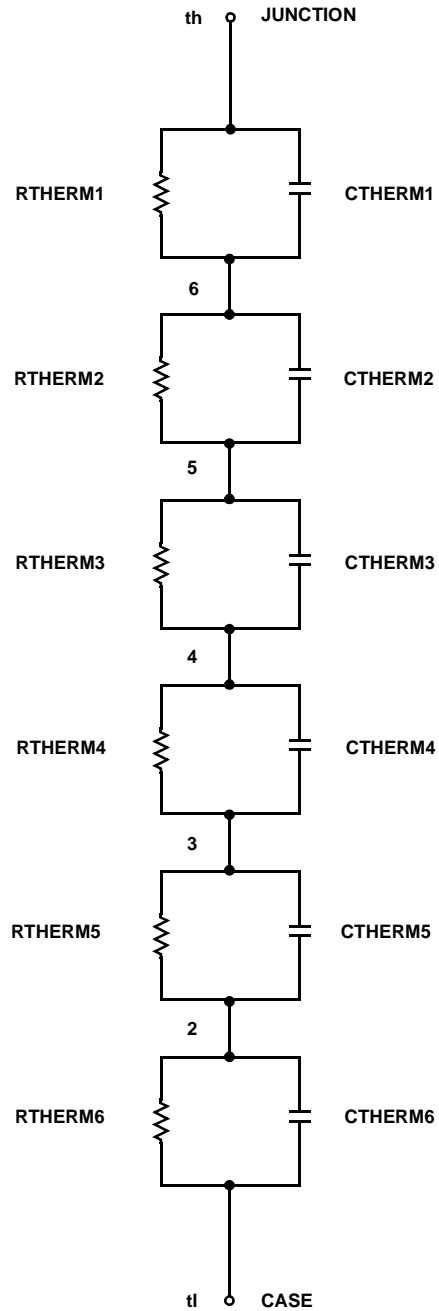 th JUNCTION
RTHERM1 CTHERM1
6
RTHERM2 CTHERM2
5
RTHERM3 CTHERM3
4
RTHERM4 CTHERM4
3
RTHERM5 CTHERM5
2
RTHERM6 CTHERM6
tl CASE